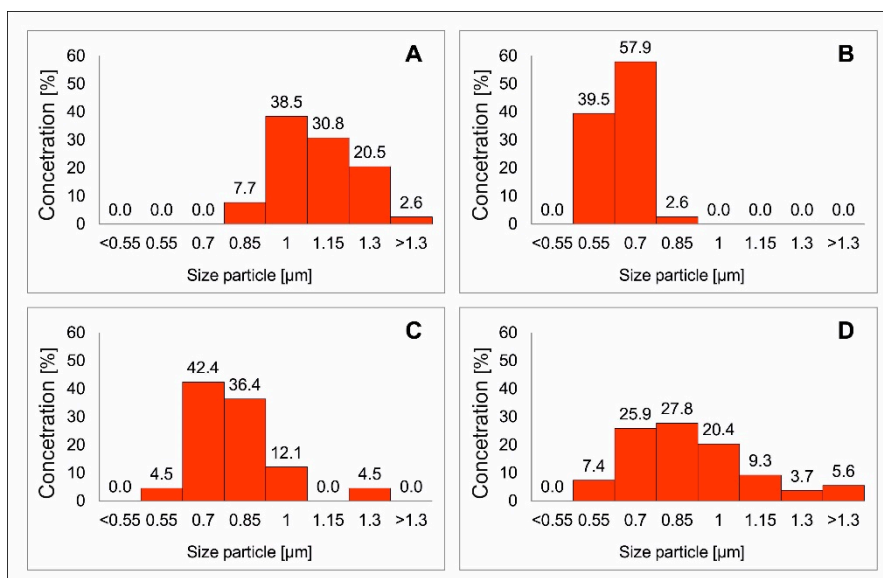 A
Concetration [%]
60
50
40
30
20
10
0
0.0 0.0 0.0 7.7 38.5 30.8 20.5 2.6
<0.55 0.55 0.7 0.85 1 1.15 1.3 >1.3
Size particle [µm]
B
Concetration [%]
60
50
40
30
20
10
0
0.0 39.5 57.9 2.6 0.0 0.0 0.0 0.0
<0.55 0.55 0.7 0.85 1 1.15 1.3 >1.3
Size particle [µm]
C
Concetration [%]
60
50
40
30
20
10
0
0.0 4.5 42.4 36.4 12.1 0.0 4.5 0.0
<0.55 0.55 0.7 0.85 1 1.15 1.3 >1.3
Size particle [µm]
D
Concetration [%]
60
50
40
30
20
10
0
0.0 7.4 25.9 27.8 20.4 9.3 3.7 5.6
<0.55 0.55 0.7 0.85 1 1.15 1.3 >1.3
Size particle [µm]